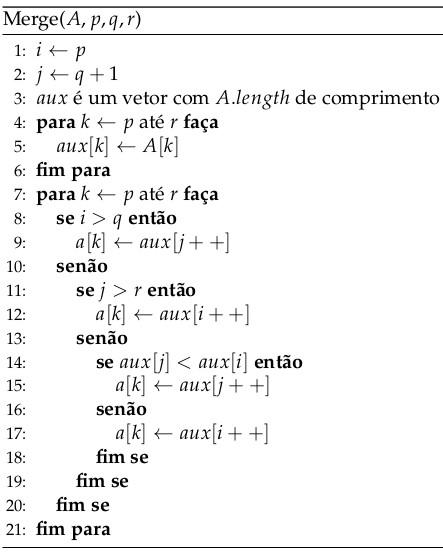 Merge(A, p, q, r)
1: i ← p
2: j ← q + 1
3: aux é um vetor com A.length de comprimento
4: para k ← p até r faça
5: aux[k] ← A[k]
6: fim para
7: para k ← p até r faça
8: se i > q então
9: a[k] ← aux[j + +]
10: senão
11: se j > r então
12: a[k] ← aux[i + +]
13: senão
14: se aux[j] < aux[i] então
15: a[k] ← aux[j + +]
16: senão
17: a[k] ← aux[i + +]
18: fim se
19: fim se
20: fim se
21: fim para